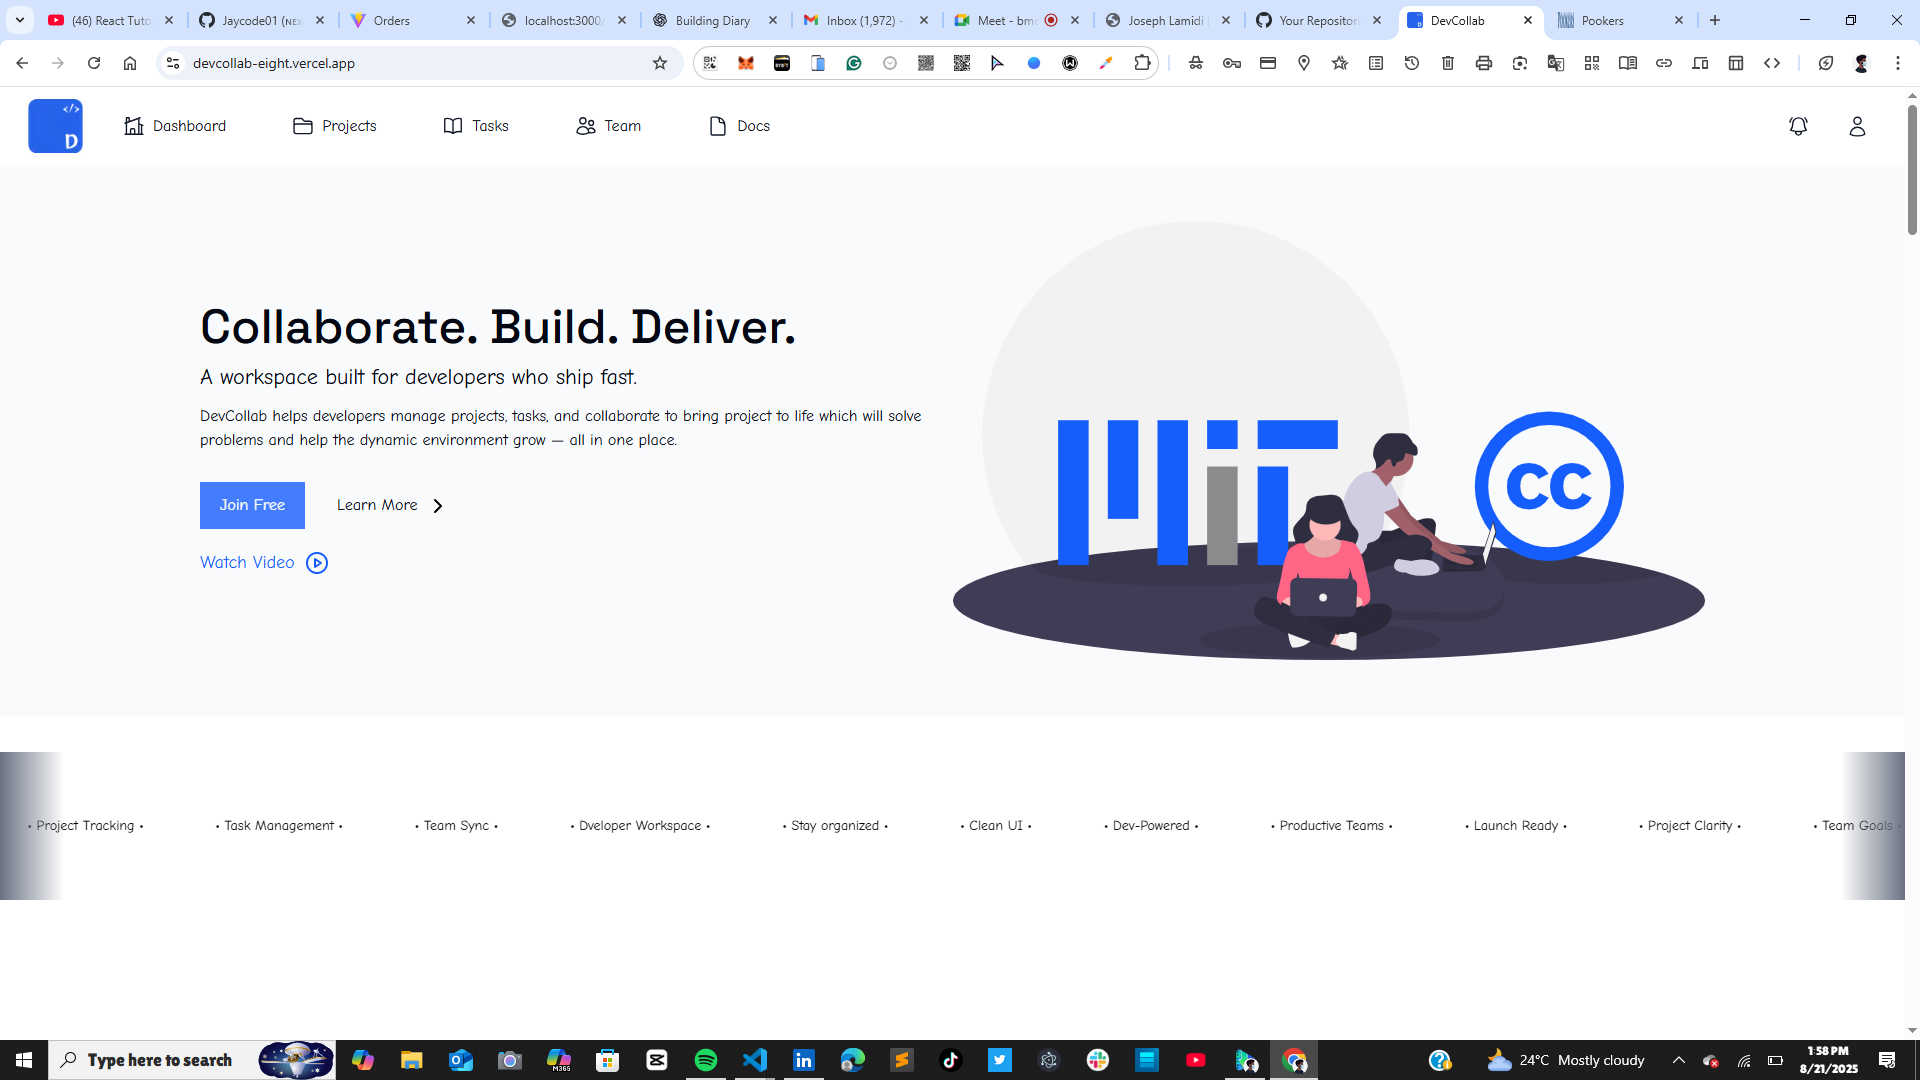 (46) React Tuto
Jaycode01 (NEX
Orders
localhost:3000/
Building Diary
Inbox (1,972) -
Meet - bm
Joseph Lamidi
Your Repositori
DevCollab
Pookers
devcollab-eight.vercel.app
</>
D
Dashboard
Projects
Tasks
Team
Docs
Collaborate. Build. Deliver.
A workspace built for developers who ship fast.
DevCollab helps developers manage projects, tasks, and collaborate to bring project to life which will solve
problems and help the dynamic environment grow — all in one place.
Join Free
Learn More
Watch Video
MIT
cc
• Project Tracking •
• Task Management •
• Team Sync •
• Dveloper Workspace •
• Stay organized •
• Clean UI •
• Dev-Powered •
• Productive Teams •
• Launch Ready •
• Project Clarity •
• Team Goals •
Type here to search
M365
24°C Mostly cloudy
1:58 PM
8/21/2025